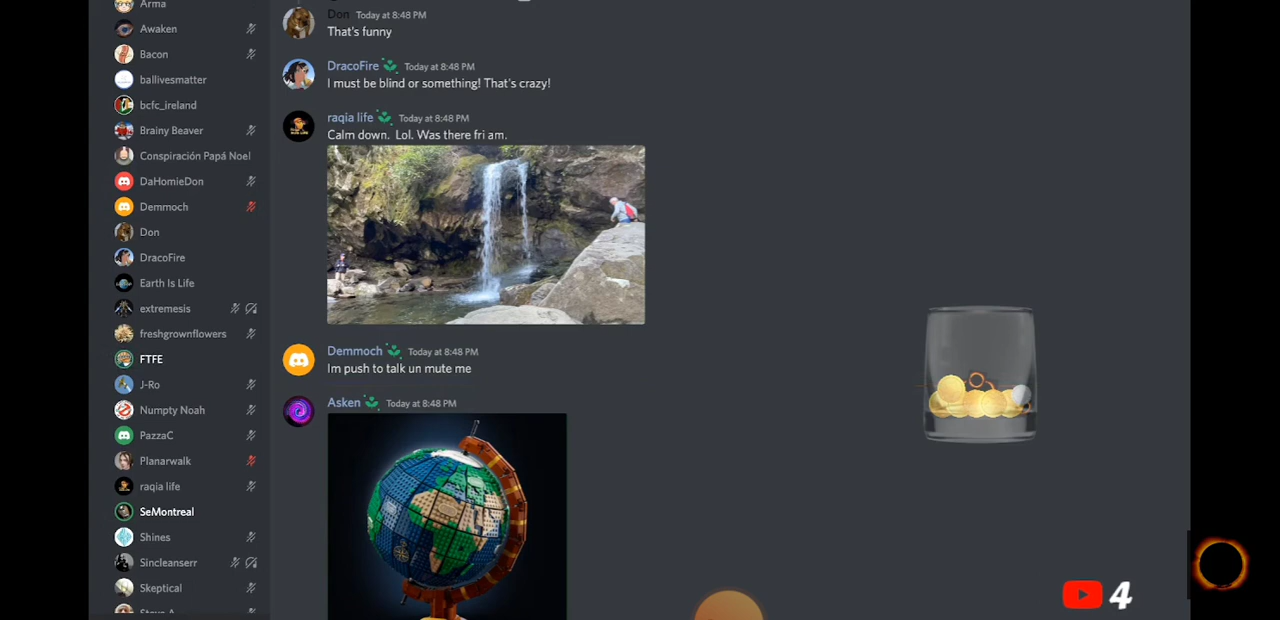 Arma
Awaken
Bacon
ballivesmatter
bcfc_ireland
Brainy Beaver
Conspiración Papá Noel
DaHomieDon
Demmoch
Don
DracoFire
Earth Is Life
extremesis
freshgrownflowers
FTFE
J-Ro
Numpty Noah
PazzaC
Planarwalk
raqia life
SeMontreal
Shines
Sincleanserr
Skeptical
Steve A
Don Today at 8:48 PM
That's funny
DracoFire Today at 8:48 PM
I must be blind or something! That's crazy!
raqia life Today at 8:48 PM
Calm down. Lol. Was there fri am.
Demmoch Today at 8:48 PM
Im push to talk un mute me
Asken Today at 8:48 PM
4